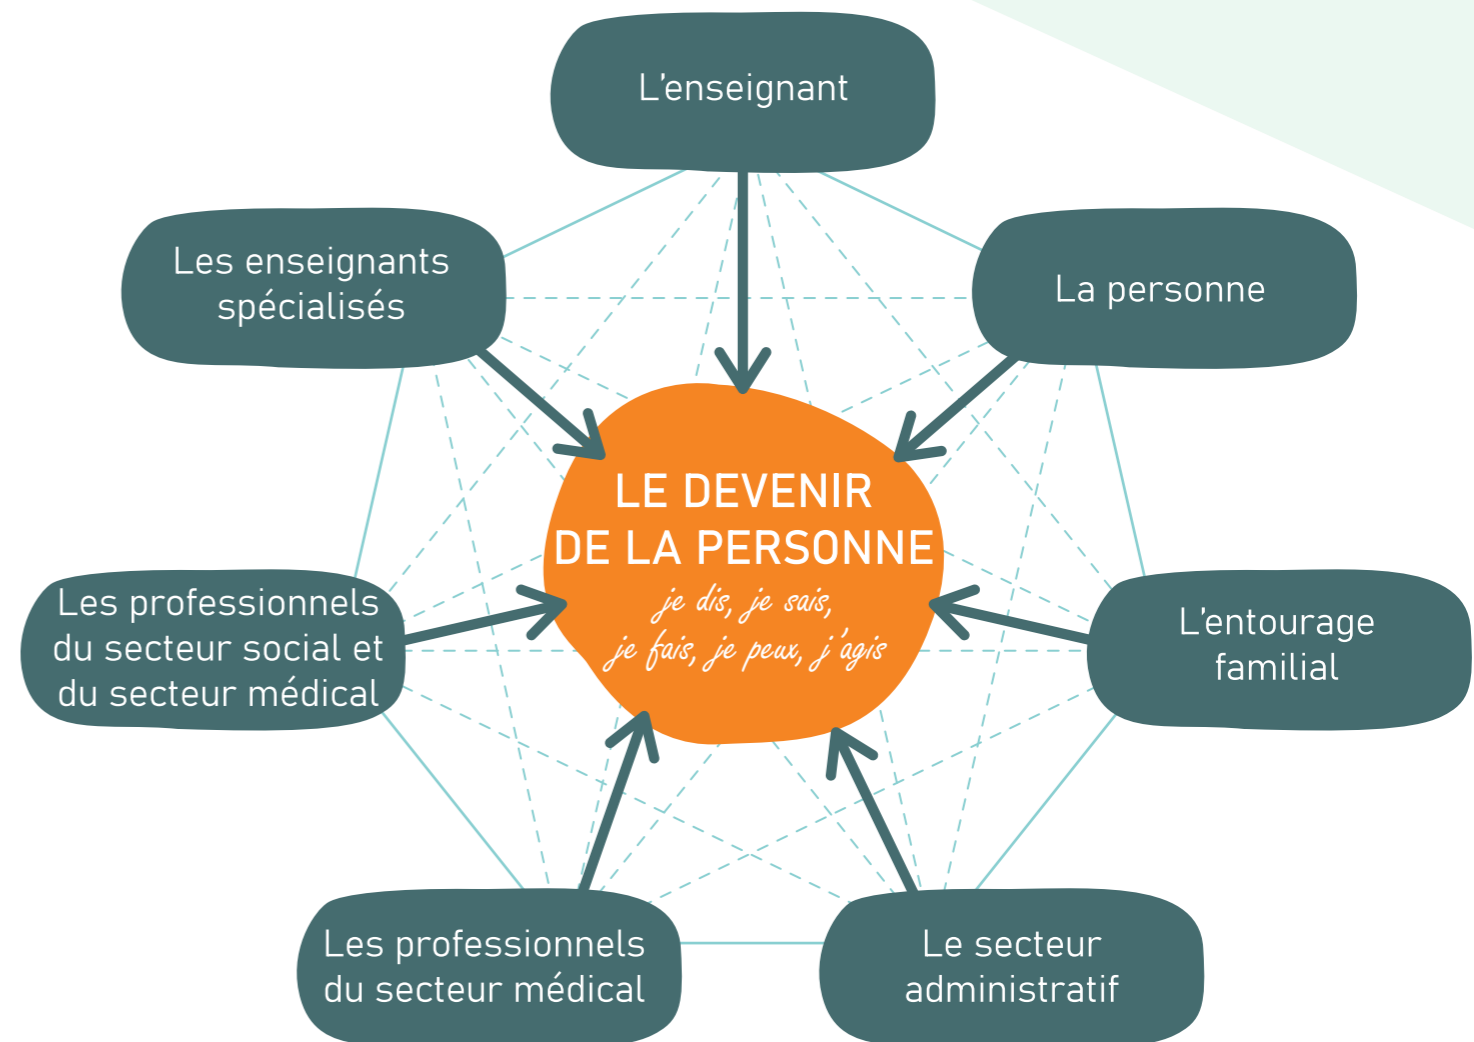 L'enseignant
Les enseignants
spécialisés
La personne
LE DEVENIR
DE LA PERSONNE
je dis, je sais,
je fais, je peux, j'agis
Les professionnels
du secteur social et
du secteur médical
L'entourage
familial
Les professionnels
du secteur médical
Le secteur
administratif